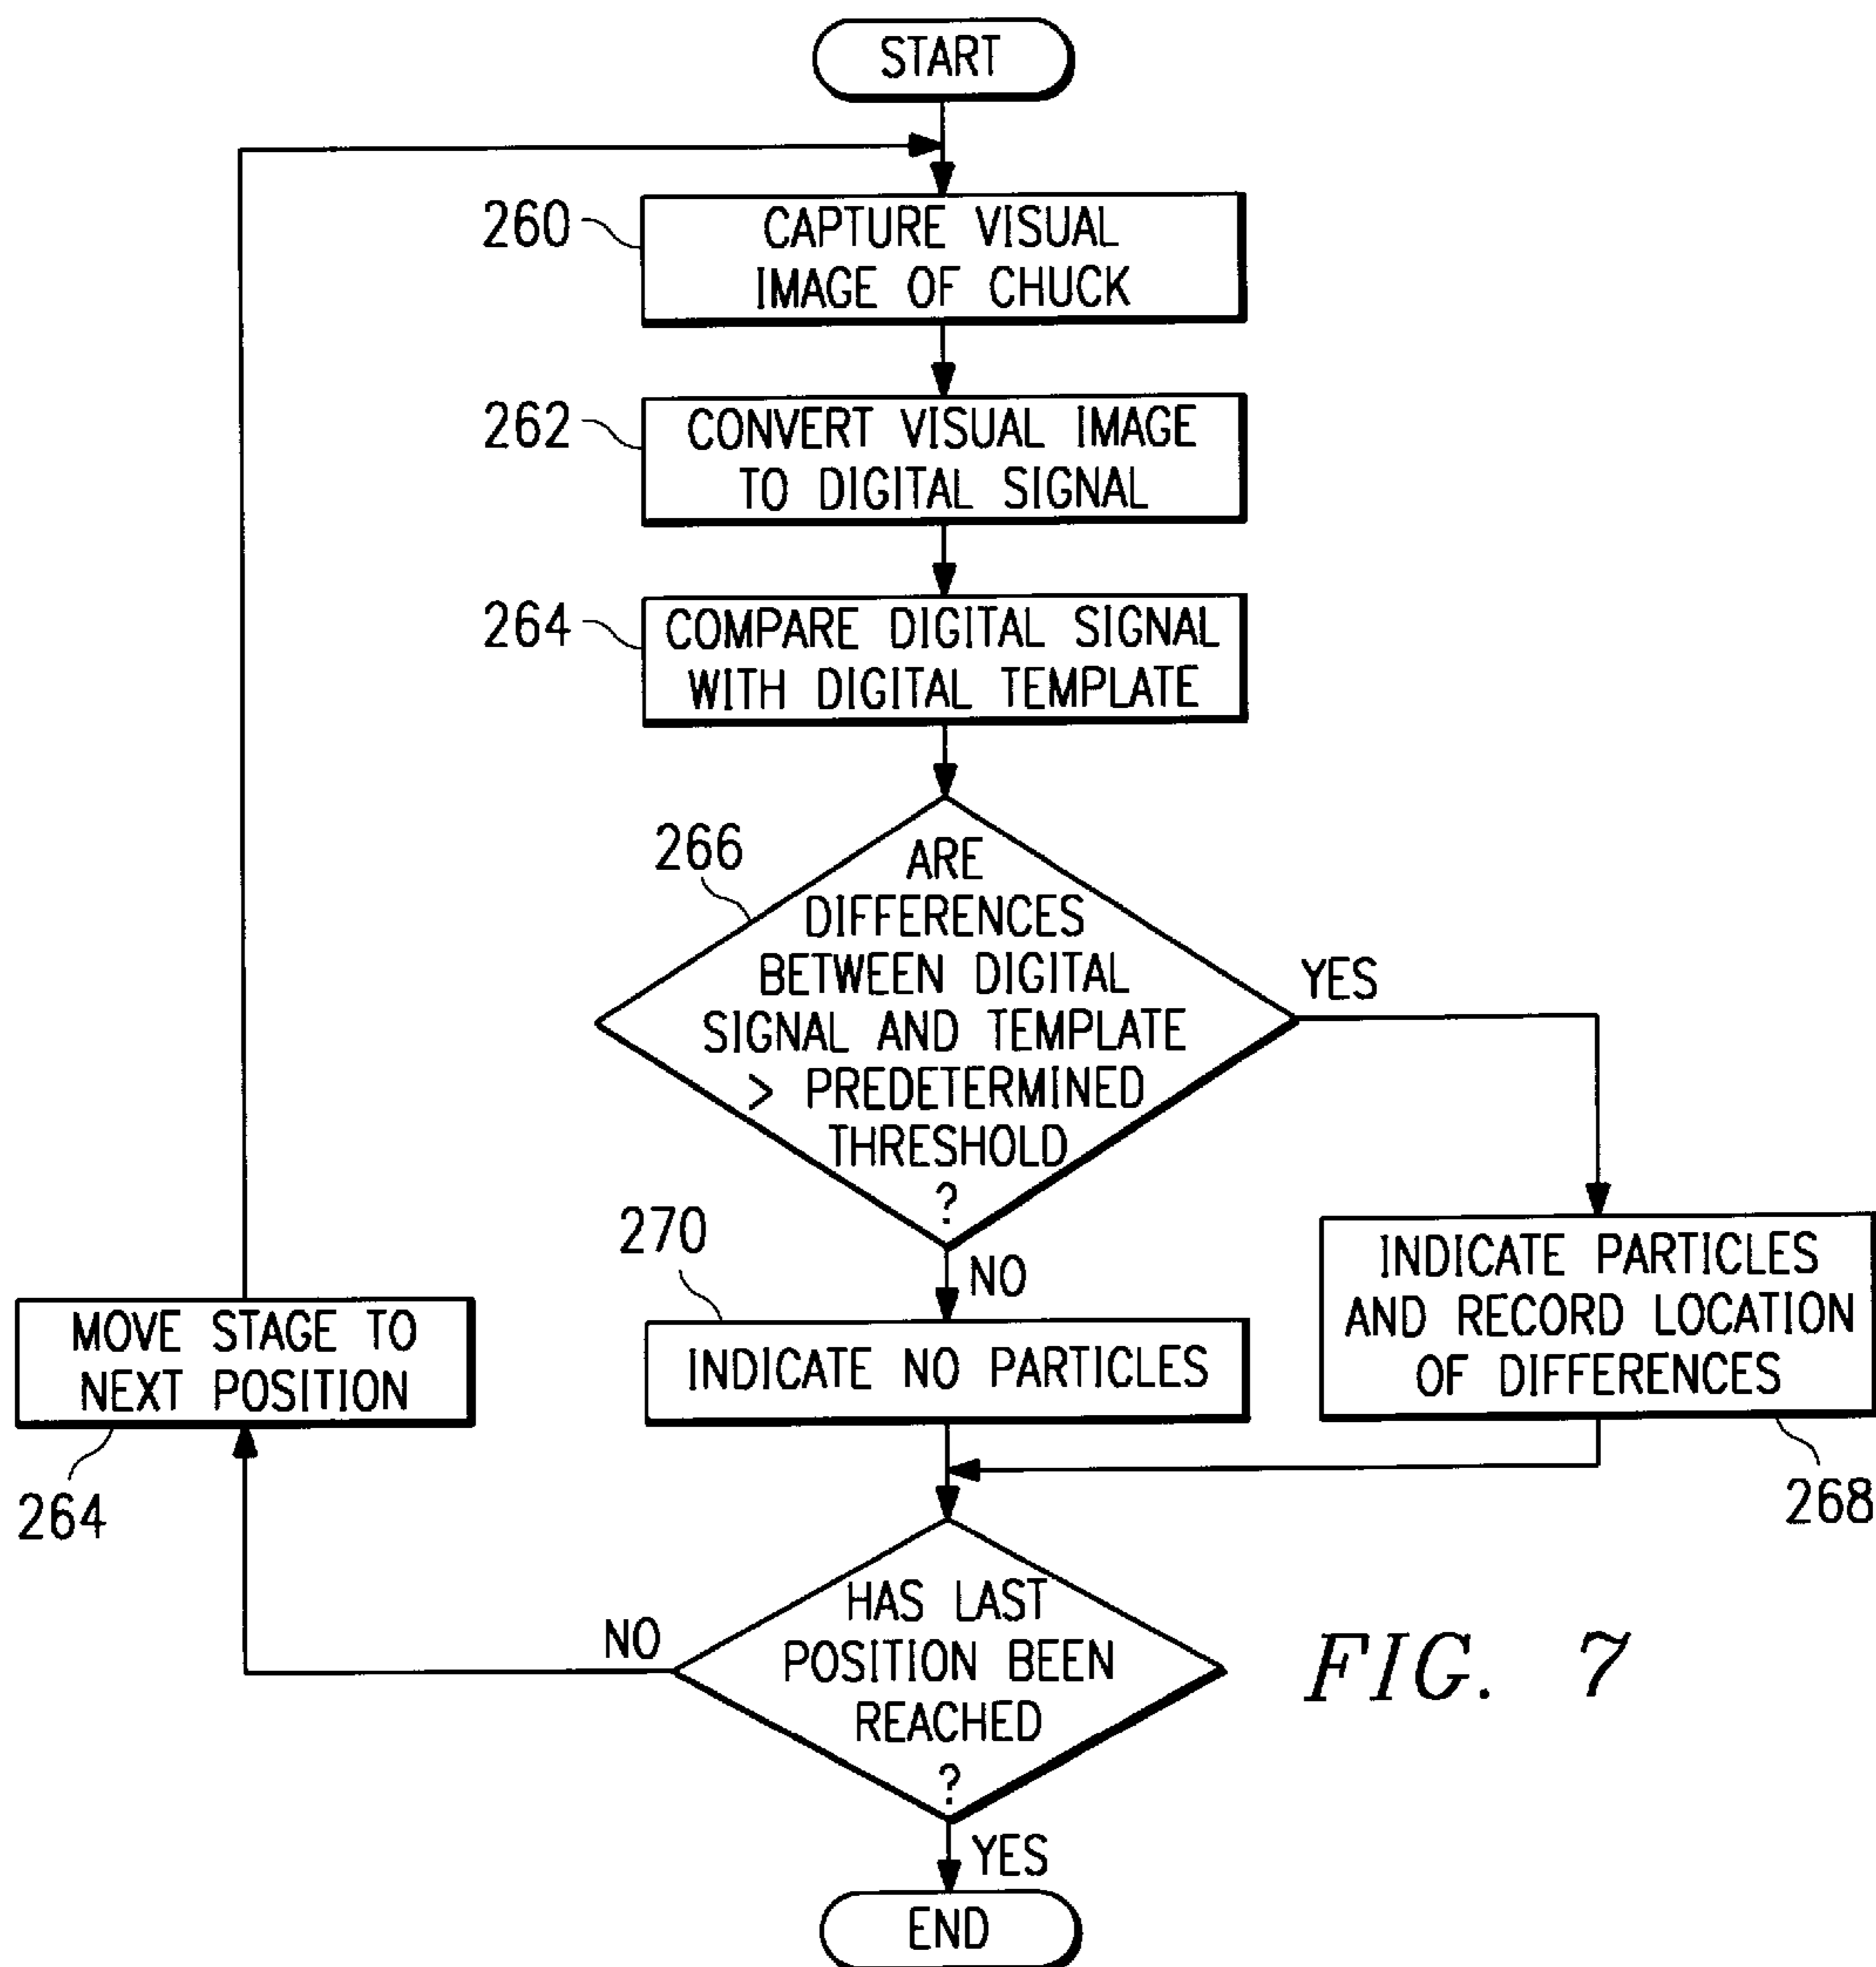 START
260
CAPTURE VISUAL
IMAGE OF CHUCK
262
CONVERT VISUAL IMAGE
TO DIGITAL SIGNAL
264
COMPARE DIGITAL SIGNAL
WITH DIGITAL TEMPLATE
266
ARE
DIFFERENCES
BETWEEN DIGITAL
SIGNAL AND TEMPLATE
> PREDETERMINED
THRESHOLD
?
YES
NO
270
INDICATE NO PARTICLES
INDICATE PARTICLES
AND RECORD LOCATION
OF DIFFERENCES
268
MOVE STAGE TO
NEXT POSITION
264
HAS LAST
POSITION BEEN
REACHED
?
NO
YES
END
FIG. 7